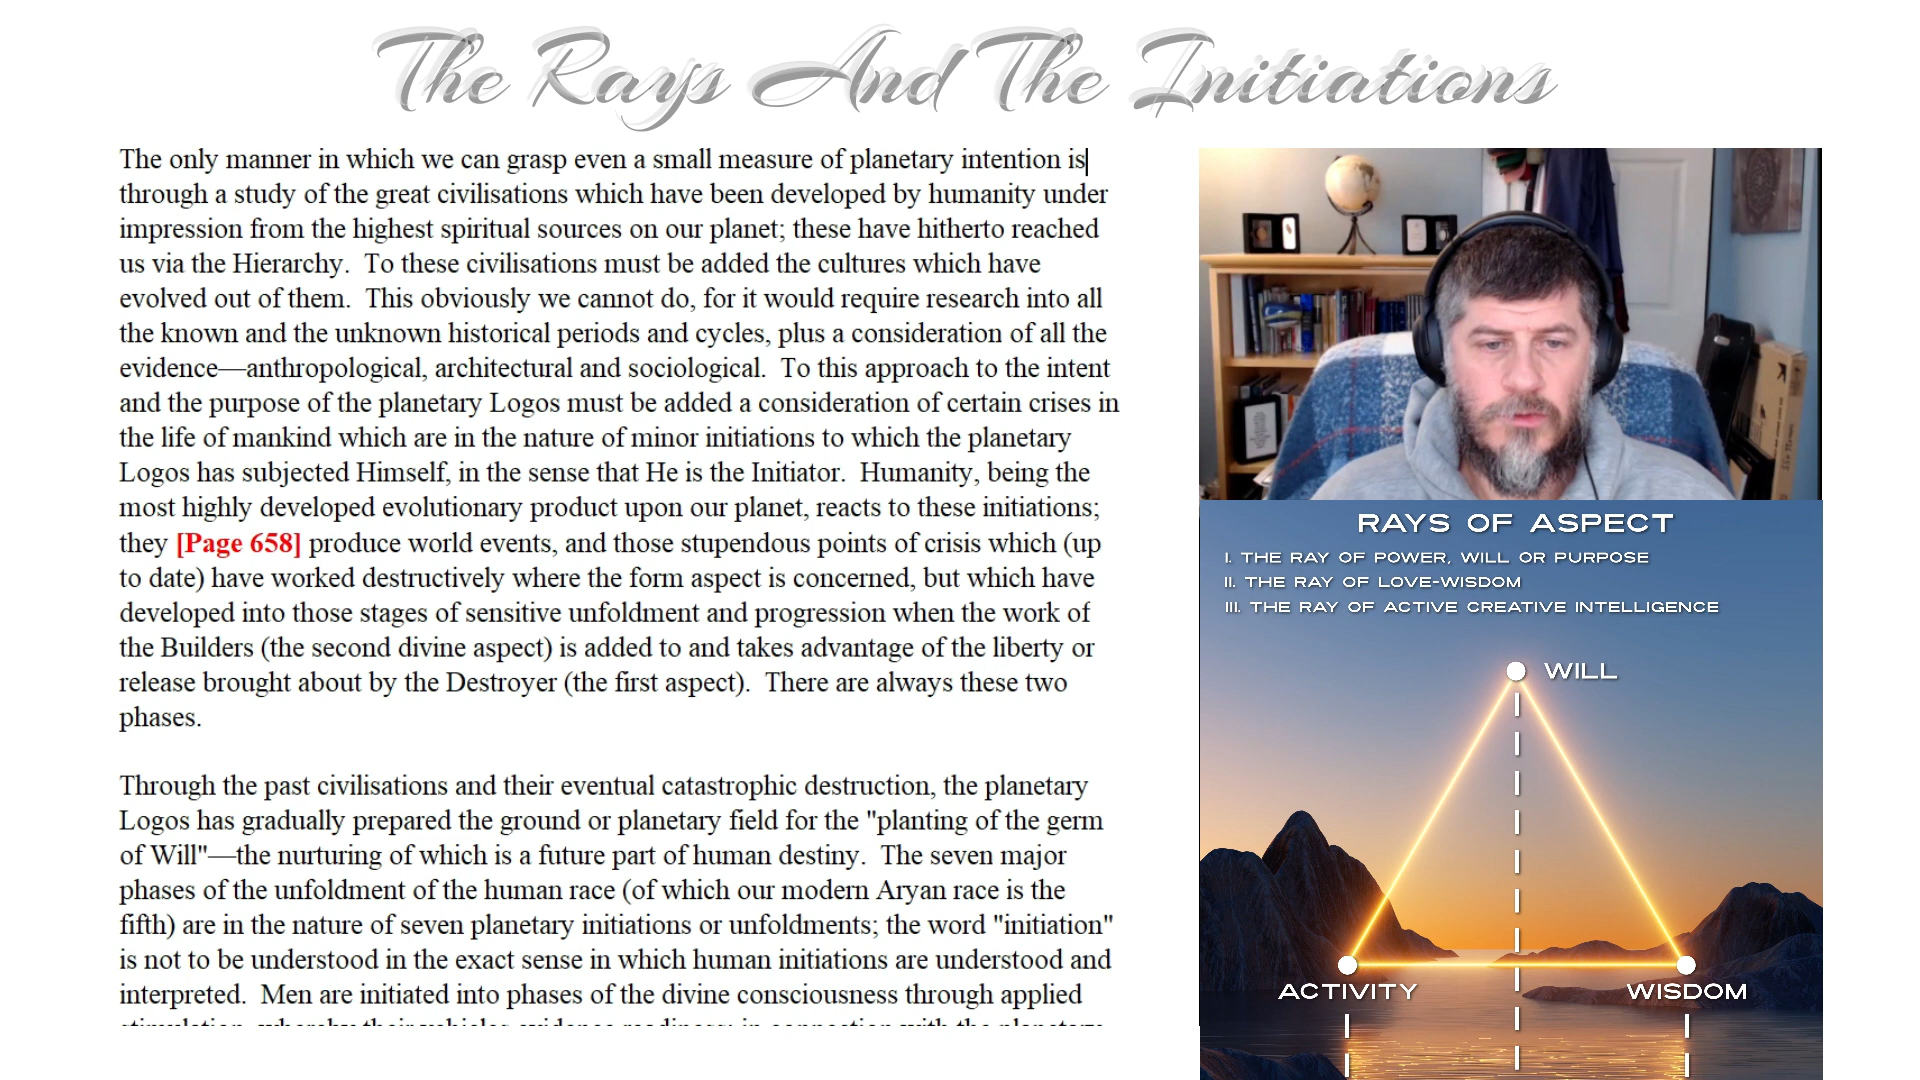 The Rays And The Initiations
The only manner in which we can grasp even a small measure of planetary intention is
through a study of the great civilisations which have been developed by humanity under
impression from the highest spiritual sources on our planet; these have hitherto reached
us via the Hierarchy.  To these civilisations must be added the cultures which have
evolved out of them.  This obviously we cannot do, for it would require research into all
the known and the unknown historical periods and cycles, plus a consideration of all the
evidence—anthropological, architectural and sociological.  To this approach to the intent
and the purpose of the planetary Logos must be added a consideration of certain crises in
the life of mankind which are in the nature of minor initiations to which the planetary
Logos has subjected Himself, in the sense that He is the Initiator.  Humanity, being the
most highly developed evolutionary product upon our planet, reacts to these initiations;
they [Page 658] produce world events, and those stupendous points of crisis which (up
to date) have worked destructively where the form aspect is concerned, but which have
developed into those stages of sensitive unfoldment and progression when the work of
the Builders (the second divine aspect) is added to and takes advantage of the liberty or
release brought about by the Destroyer (the first aspect).  There are always these two
phases.
Through the past civilisations and their eventual catastrophic destruction, the planetary
Logos has gradually prepared the ground or planetary field for the "planting of the germ
of Will"—the nurturing of which is a future part of human destiny.  The seven major
phases of the unfoldment of the human race (of which our modern Aryan race is the
fifth) are in the nature of seven planetary initiations or unfoldments; the word "initiation"
is not to be understood in the exact sense in which human initiations are understood and
interpreted.  Men are initiated into phases of the divine consciousness through applied
RAYS OF ASPECT
I. THE RAY OF POWER, WILL OR PURPOSE
II. THE RAY OF LOVE-WISDOM
III. THE RAY OF ACTIVE CREATIVE INTELLIGENCE
WILL
ACTIVITY
WISDOM